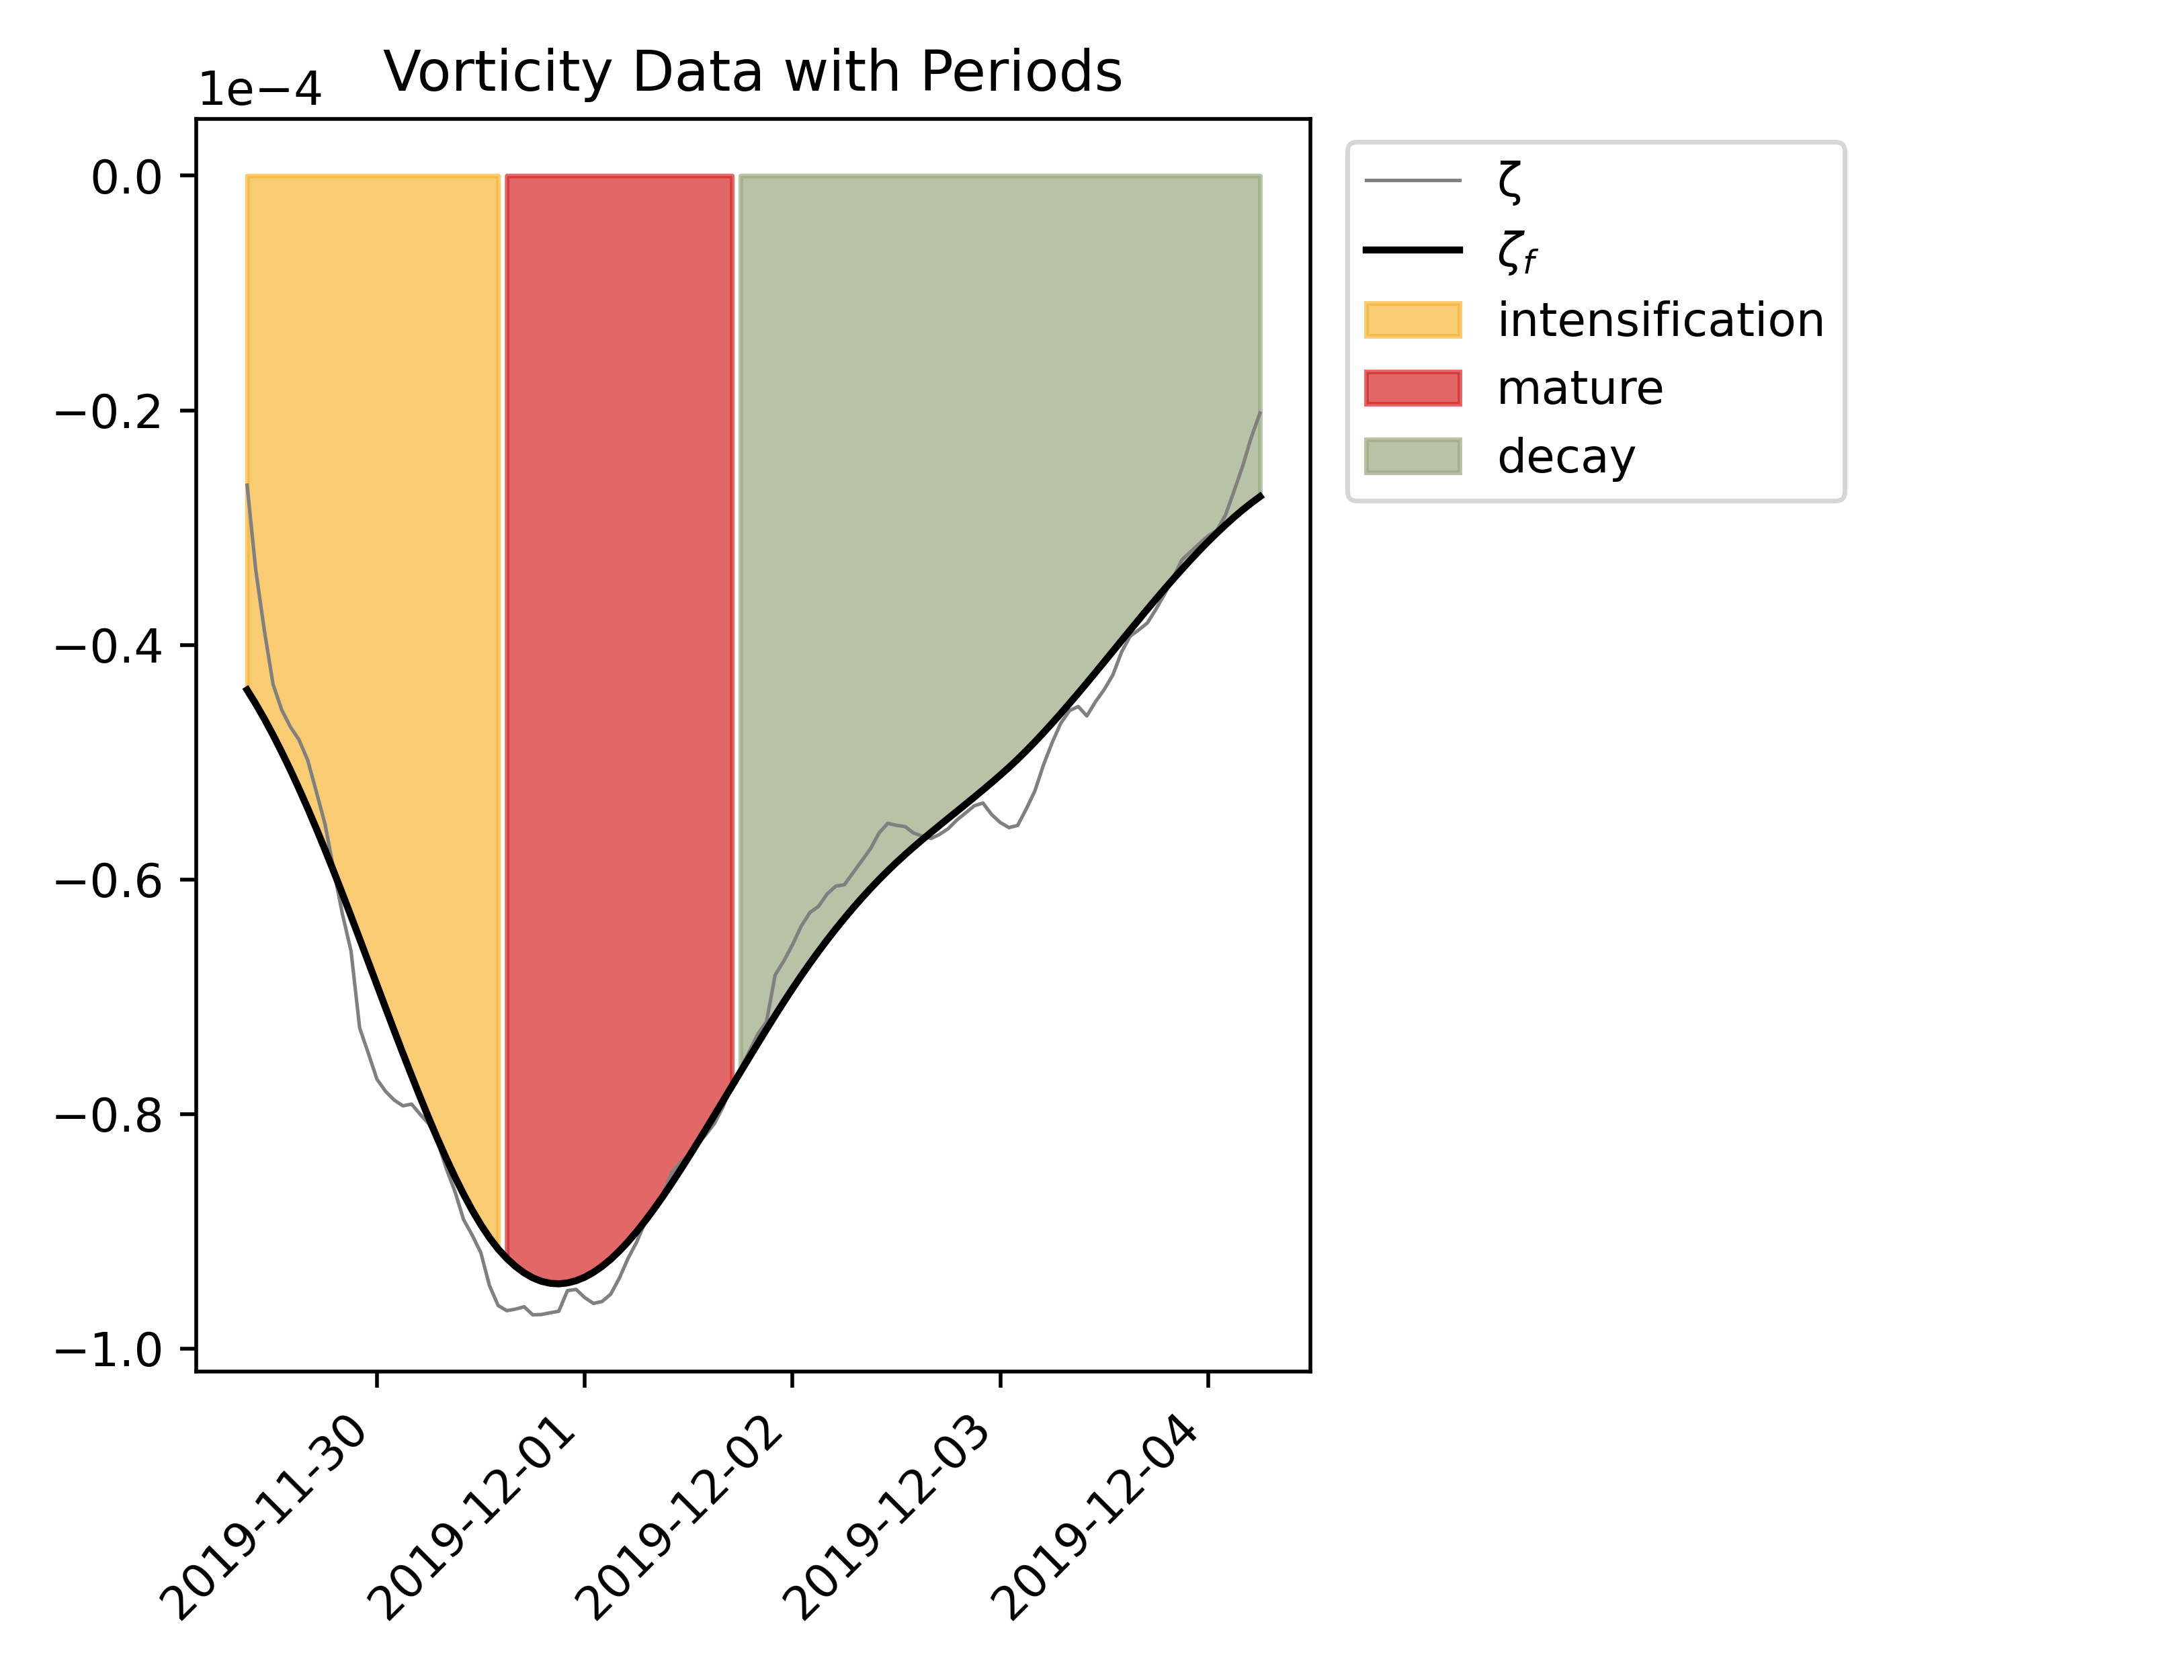 Vorticity Data with Periods
1e−4
0.0
−0.2
−0.4
−0.6
−0.8
−1.0
2019-11-30
2019-12-01
2019-12-02
2019-12-03
2019-12-04
ζ
ζf
intensification
mature
decay